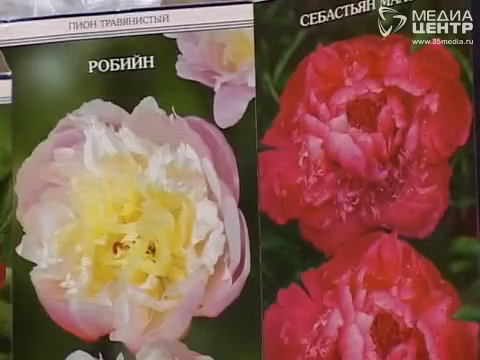 ПИОН ТРАВЯНИСТЫЙ
РОБИЙН
СЕБАСТЬЯН
МЕДИА
ЦЕНТР
www.35media.ru